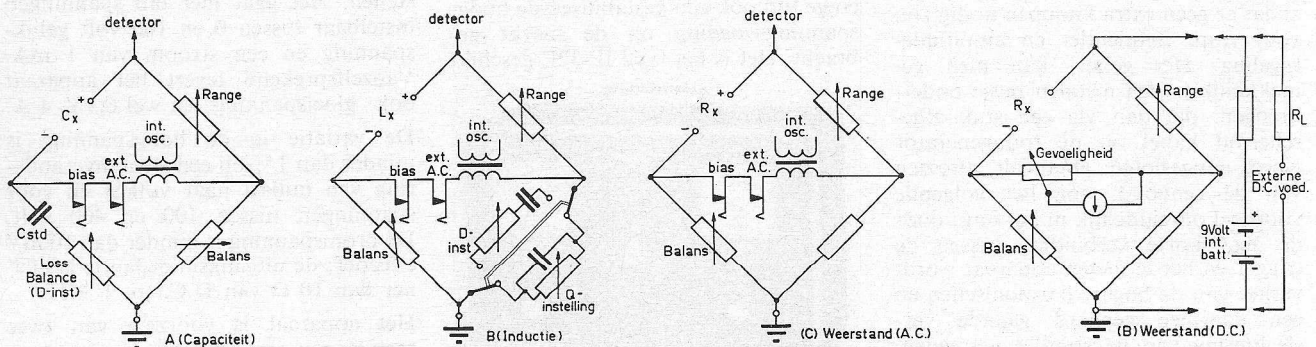 detector
Cx
+
-
Range
int.
osc.
ext.
A.C.
bias
Cstd
Loss
Balance
(D-inst)
Balans
A (Capaciteit)
detector
Lx
+
-
Range
int.
osc.
ext.
A.C.
bias
D-
inst
Balans
Q-
instelling
B (Inductie)
detector
Rx
+
-
Range
int.
osc.
ext.
A.C.
bias
Balans
(C) Weerstand (A.C.)
Rx
+
-
Range
Gevoeligheid
Balans
RL
Externe
D.C. voed.
+
9Volt
int.
batt.
-
(B) Weerstand (D.C.)